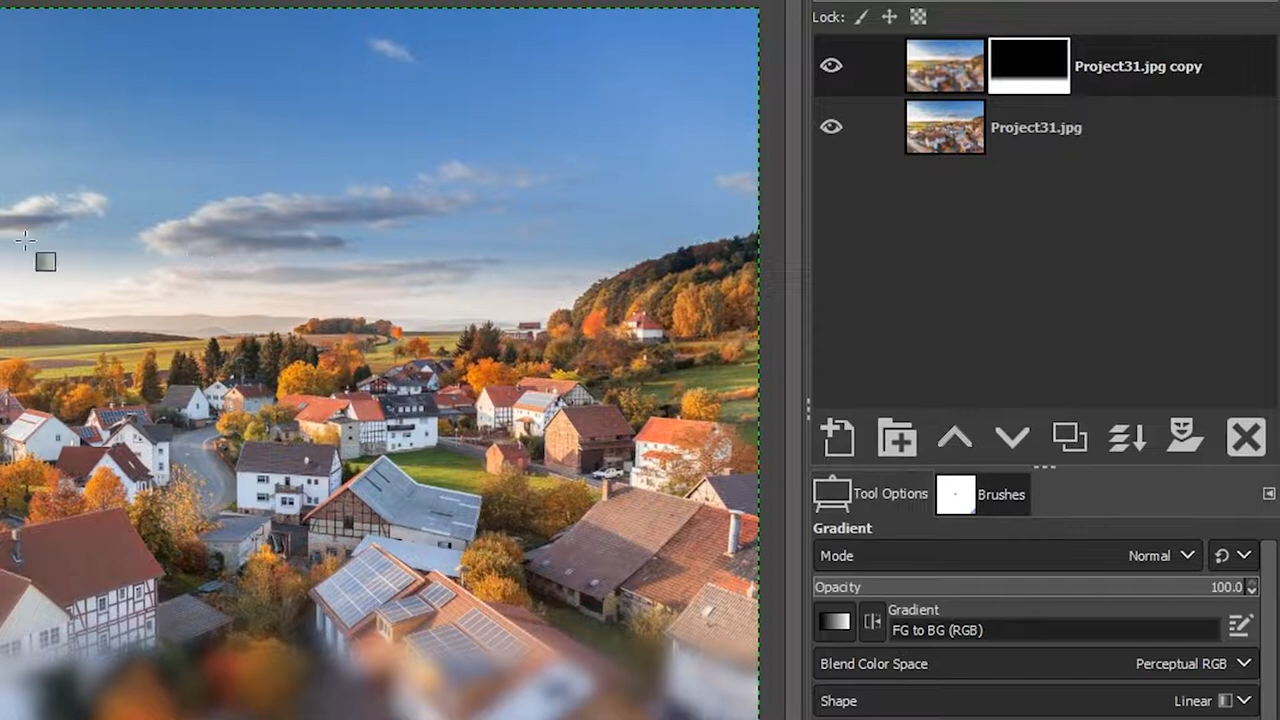 Lock:
Project31.jpg copy
Project31.jpg
Tool Options
Brushes
Gradient
Mode Normal
Opacity 100.0
Gradient
FG to BG (RGB)
Blend Color Space Perceptual RGB
Shape Linear